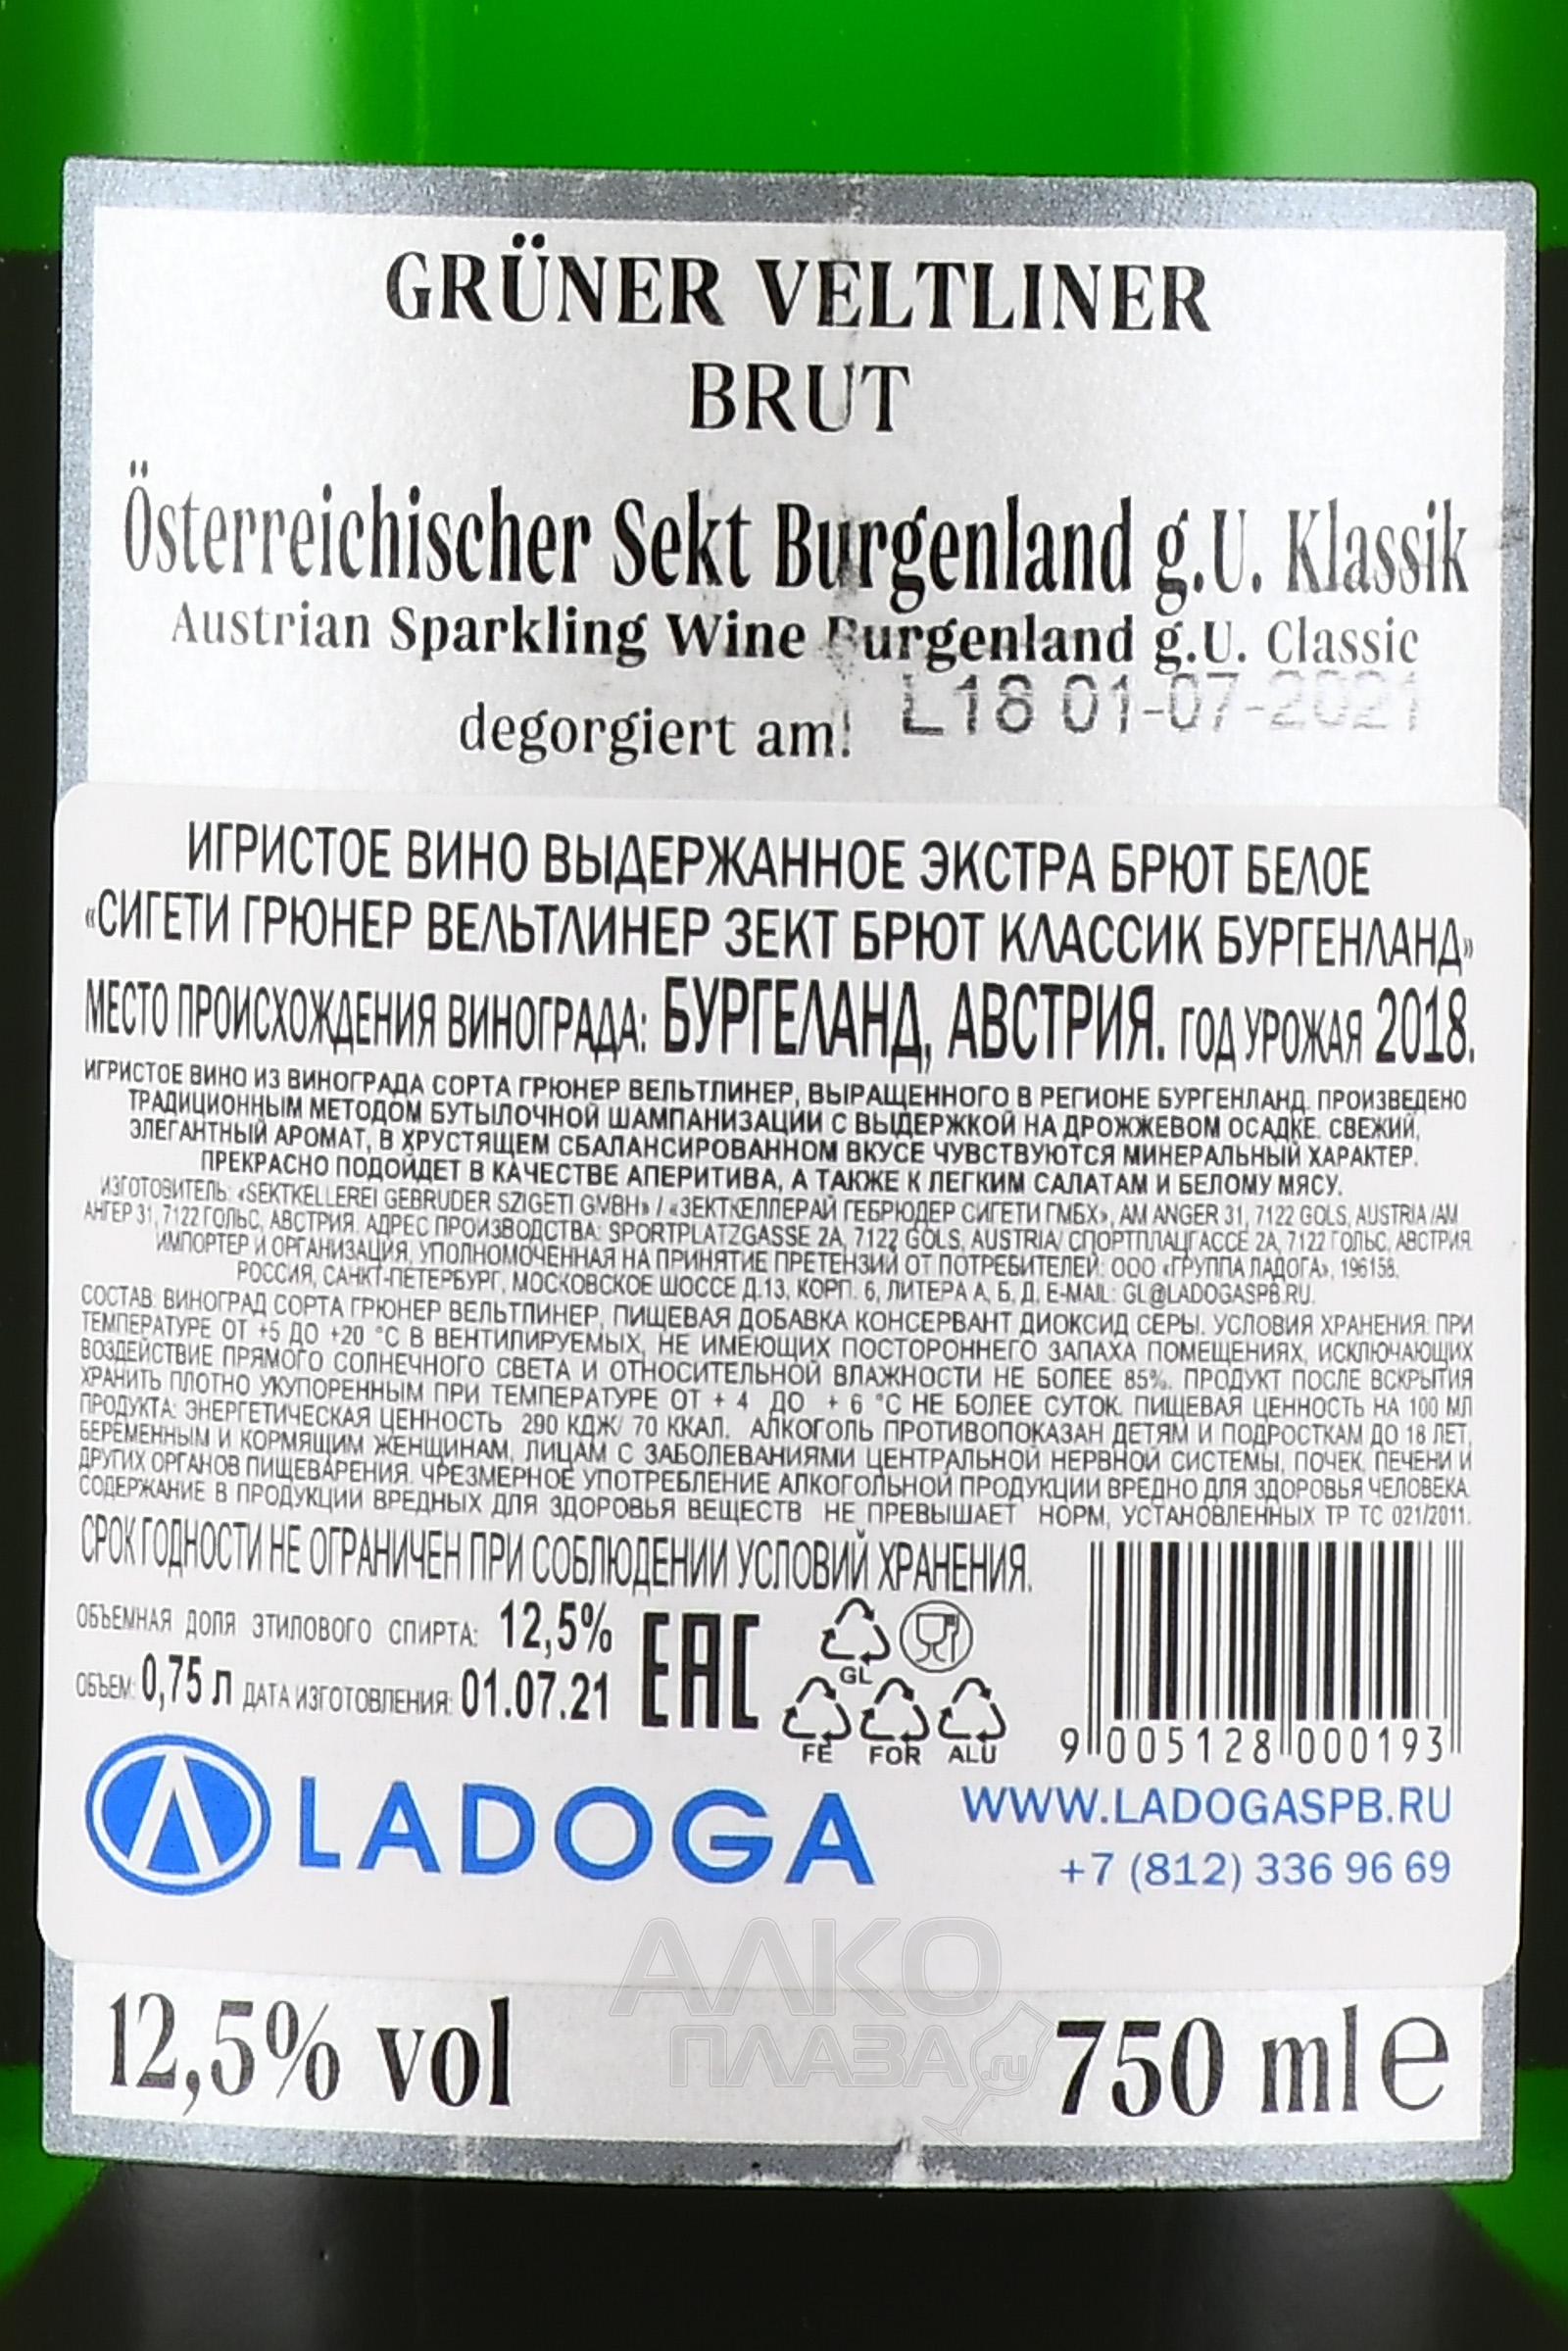 GRÜNER VELTLINER
BRUT
Österreichischer Sekt Burgenland g.U. Klassik
Austrian Sparkling Wine Burgenland g.U. Classic
degorgiert am: L18 01-07-2021
ИГРИСТОЕ ВИНО ВЫДЕРЖАННОЕ ЭКСТРА БРЮТ БЕЛОЕ
«СИГЕТИ ГРЮНЕР ВЕЛЬТЛИНЕР ЗЕКТ БРЮТ КЛАССИК БУРГЕНЛАНД»
МЕСТО ПРОИСХОЖДЕНИЯ ВИНОГРАДА: БУРГЕЛАНД, АВСТРИЯ. ГОД УРОЖАЯ 2018.
ИГРИСТОЕ ВИНО ИЗ ВИНОГРАДА СОРТА ГРЮНЕР ВЕЛЬТЛИНЕР, ВЫРАЩЕННОГО В РЕГИОНЕ БУРГЕНЛАНД. ПРОИЗВЕДЕНО
ТРАДИЦИОННЫМ МЕТОДОМ БУТЫЛОЧНОЙ ШАМПАНИЗАЦИИ С ВЫДЕРЖКОЙ НА ДРОЖЖЕВОМ ОСАДКЕ. СВЕЖИЙ,
ЭЛЕГАНТНЫЙ АРОМАТ, В ХРУСТЯЩЕМ СБАЛАНСИРОВАННОМ ВКУСЕ ЧУВСТВУЮТСЯ МИНЕРАЛЬНЫЙ ХАРАКТЕР.
ПРЕКРАСНО ПОДОЙДЕТ В КАЧЕСТВЕ АПЕРИТИВА, А ТАКЖЕ К ЛЕГКИМ САЛАТАМ И БЕЛОМУ МЯСУ.
ИЗГОТОВИТЕЛЬ: «SEKTKELLEREI GEBRUDER SZIGETI GMBH» / «ЗЕКТКЕЛЛЕРАЙ ГЕБРЮДЕР СИГЕТИ ГМБХ», AM ANGER 31, 7122 GOLS, AUSTRIA /АМ
АНГЕР 31, 7122 ГОЛЬС, АВСТРИЯ. АДРЕС ПРОИЗВОДСТВА: SPORTPLATZGASSE 2A, 7122 GOLS, AUSTRIA/ СПОРТПЛАЦГАССЕ 2А, 7122 ГОЛЬС, АВСТРИЯ.
ИМПОРТЕР И ОРГАНИЗАЦИЯ, УПОЛНОМОЧЕННАЯ НА ПРИНЯТИЕ ПРЕТЕНЗИЙ ОТ ПОТРЕБИТЕЛЕЙ: ООО «ГРУППА ЛАДОГА», 196158,
РОССИЯ, САНКТ-ПЕТЕРБУРГ, МОСКОВСКОЕ ШОССЕ Д.13, КОРП. 6, ЛИТЕРА А, Б, Д, E-MAIL: GL@LADOGASPB.RU.
СОСТАВ: ВИНОГРАД СОРТА ГРЮНЕР ВЕЛЬТЛИНЕР, ПИЩЕВАЯ ДОБАВКА КОНСЕРВАНТ ДИОКСИД СЕРЫ. УСЛОВИЯ ХРАНЕНИЯ: ПРИ
ТЕМПЕРАТУРЕ ОТ +5 ДО +20 °С В ВЕНТИЛИРУЕМЫХ, НЕ ИМЕЮЩИХ ПОСТОРОННЕГО ЗАПАХА ПОМЕЩЕНИЯХ, ИСКЛЮЧАЮЩИХ
ВОЗДЕЙСТВИЕ ПРЯМОГО СОЛНЕЧНОГО СВЕТА И ОТНОСИТЕЛЬНОЙ ВЛАЖНОСТИ НЕ БОЛЕЕ 85%. ПРОДУКТ ПОСЛЕ ВСКРЫТИЯ
ХРАНИТЬ ПЛОТНО УКУПОРЕННЫМ ПРИ ТЕМПЕРАТУРЕ ОТ + 4 ДО + 6 °С НЕ БОЛЕЕ СУТОК. ПИЩЕВАЯ ЦЕННОСТЬ НА 100 МЛ
ПРОДУКТА: ЭНЕРГЕТИЧЕСКАЯ ЦЕННОСТЬ 290 КДЖ/ 70 ККАЛ. АЛКОГОЛЬ ПРОТИВОПОКАЗАН ДЕТЯМ И ПОДРОСТКАМ ДО 18 ЛЕТ,
БЕРЕМЕННЫМ И КОРМЯЩИМ ЖЕНЩИНАМ, ЛИЦАМ С ЗАБОЛЕВАНИЯМИ ЦЕНТРАЛЬНОЙ НЕРВНОЙ СИСТЕМЫ, ПОЧЕК, ПЕЧЕНИ И
ДРУГИХ ОРГАНОВ ПИЩЕВАРЕНИЯ. ЧРЕЗМЕРНОЕ УПОТРЕБЛЕНИЕ АЛКОГОЛЬНОЙ ПРОДУКЦИИ ВРЕДНО ДЛЯ ЗДОРОВЬЯ ЧЕЛОВЕКА.
СОДЕРЖАНИЕ В ПРОДУКЦИИ ВРЕДНЫХ ДЛЯ ЗДОРОВЬЯ ВЕЩЕСТВ НЕ ПРЕВЫШАЕТ НОРМ, УСТАНОВЛЕННЫХ ТР ТС 021/2011.
СРОК ГОДНОСТИ НЕ ОГРАНИЧЕН ПРИ СОБЛЮДЕНИИ УСЛОВИЙ ХРАНЕНИЯ.
ОБЪЕМНАЯ ДОЛЯ ЭТИЛОВОГО СПИРТА: 12,5%
ОБЪЕМ: 0,75 Л ДАТА ИЗГОТОВЛЕНИЯ: 01.07.21
EAC
GL
FE FOR ALU
9 005128 000193
LADOGA
WWW.LADOGASPB.RU
+7 (812) 336 96 69
АЛКО
ПЛАЗА.ru
12,5% vol
750 ml e